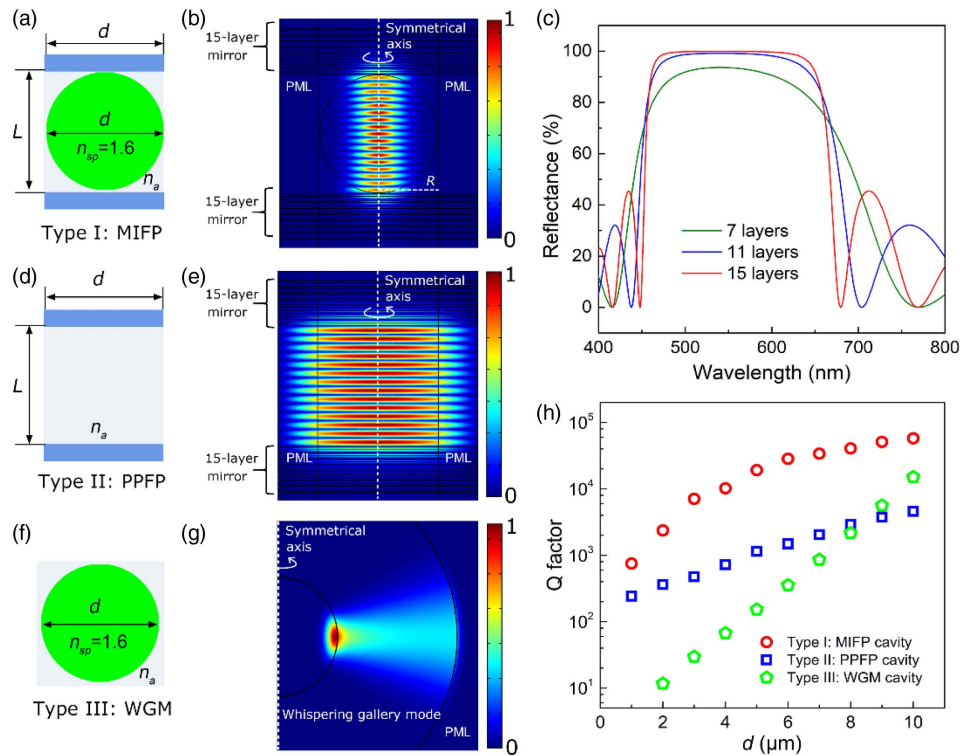 (a)
d
L
d
n_sp=1.6
n_a
Type I: MIFP
(b)
15-layer
mirror
Symmetrical
axis
PML
PML
R
15-layer
mirror
1
0
(c)
Reflectance (%)
100
80
60
40
20
0
7 layers
11 layers
15 layers
400
500
600
700
800
Wavelength (nm)
(d)
d
L
n_a
Type II: PPFP
(e)
15-layer
mirror
Symmetrical
axis
15-layer
mirror
PML
PML
1
0
(f)
d
n_sp=1.6
n_a
Type III: WGM
(g)
Symmetrical
axis
Whispering gallery mode
PML
1
0
(h)
Q factor
10^5
10^4
10^3
10^2
10^1
Type I: MIFP cavity
Type II: PPFP cavity
Type III: WGM cavity
0
2
4
6
8
10
d (μm)